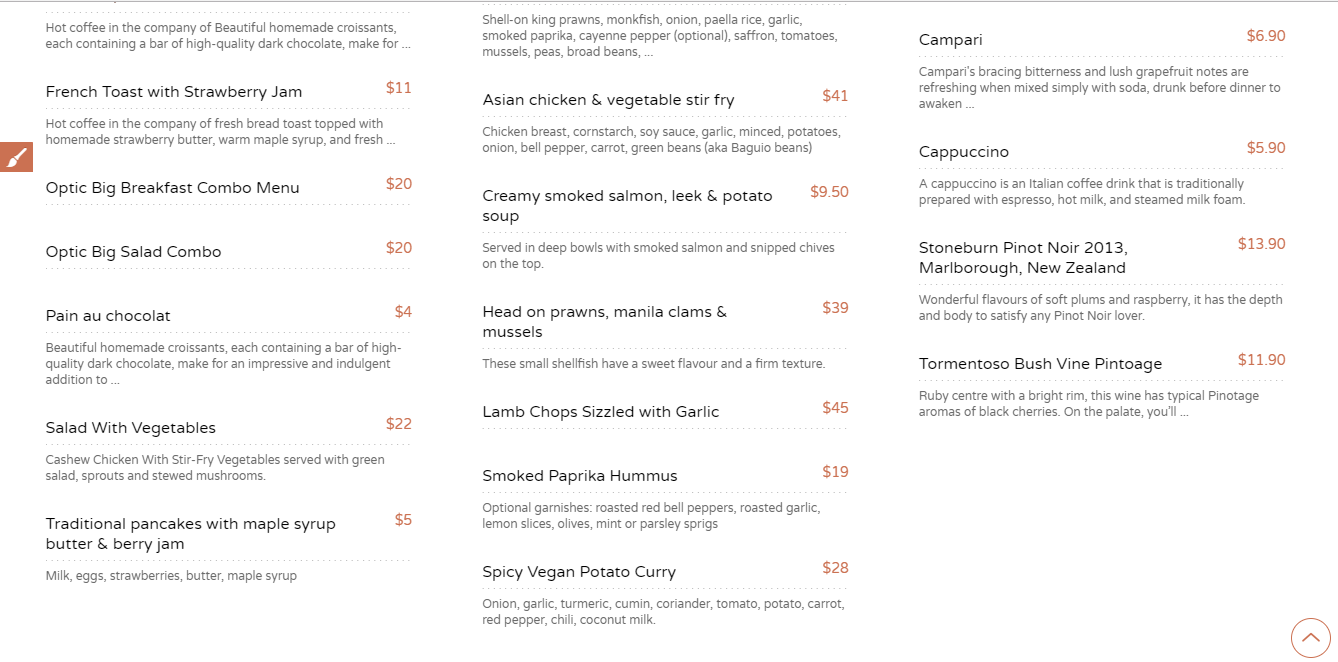 Hot coffee in the company of Beautiful homemade croissants,
each containing a bar of high-quality dark chocolate, make for ...
French Toast with Strawberry Jam $11
Hot coffee in the company of fresh bread toast topped with
homemade strawberry butter, warm maple syrup, and fresh ...
Optic Big Breakfast Combo Menu $20
Optic Big Salad Combo $20
Pain au chocolat $4
Beautiful homemade croissants, each containing a bar of high-
quality dark chocolate, make for an impressive and indulgent
addition to ...
Salad With Vegetables $22
Cashew Chicken With Stir-Fry Vegetables served with green
salad, sprouts and stewed mushrooms.
Traditional pancakes with maple syrup $5
butter & berry jam
Milk, eggs, strawberries, butter, maple syrup
Shell-on king prawns, monkfish, onion, paella rice, garlic,
smoked paprika, cayenne pepper (optional), saffron, tomatoes,
mussels, peas, broad beans, ...
Asian chicken & vegetable stir fry $41
Chicken breast, cornstarch, soy sauce, garlic, minced, potatoes,
onion, bell pepper, carrot, green beans (aka Baguio beans)
Creamy smoked salmon, leek & potato $9.50
soup
Served in deep bowls with smoked salmon and snipped chives
on the top.
Head on prawns, manila clams & $39
mussels
These small shellfish have a sweet flavour and a firm texture.
Lamb Chops Sizzled with Garlic $45
Smoked Paprika Hummus $19
Optional garnishes: roasted red bell peppers, roasted garlic,
lemon slices, olives, mint or parsley sprigs
Spicy Vegan Potato Curry $28
Onion, garlic, turmeric, cumin, coriander, tomato, potato, carrot,
red pepper, chili, coconut milk.
Campari $6.90
Campari's bracing bitterness and lush grapefruit notes are
refreshing when mixed simply with soda, drunk before dinner to
awaken ...
Cappuccino $5.90
A cappuccino is an Italian coffee drink that is traditionally
prepared with espresso, hot milk, and steamed milk foam.
Stoneburn Pinot Noir 2013, $13.90
Marlborough, New Zealand
Wonderful flavours of soft plums and raspberry, it has the depth
and body to satisfy any Pinot Noir lover.
Tormentoso Bush Vine Pintoage $11.90
Ruby centre with a bright rim, this wine has typical Pinotage
aromas of black cherries. On the palate, you'll ...